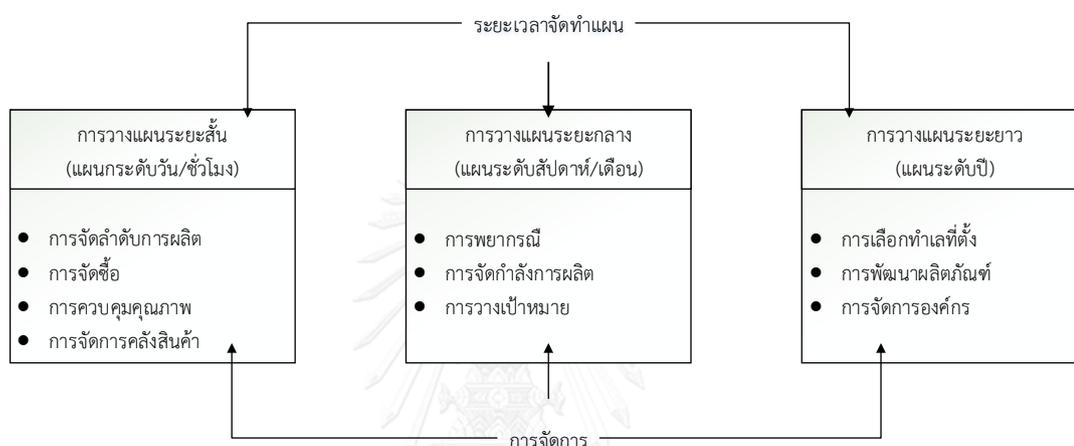 ระยะเวลาจัดทำแผน
การวางแผนระยะสั้น
(แผนกระดับวัน/ชั่วโมง)
● การจัดลำดับการผลิต
● การจัดซื้อ
● การควบคุมคุณภาพ
● การจัดการคลังสินค้า
การวางแผนระยะกลาง
(แผนระดับสัปดาห์/เดือน)
● การพยากรณื
● การจัดกำลังการผลิต
● การวางเป้าหมาย
การวางแผนระยะยาว
(แผนระดับปี)
● การเลือกทำเลที่ตั้ง
● การพัฒนาผลิตภัณฑ์
● การจัดการองค์กร
การจัดการ